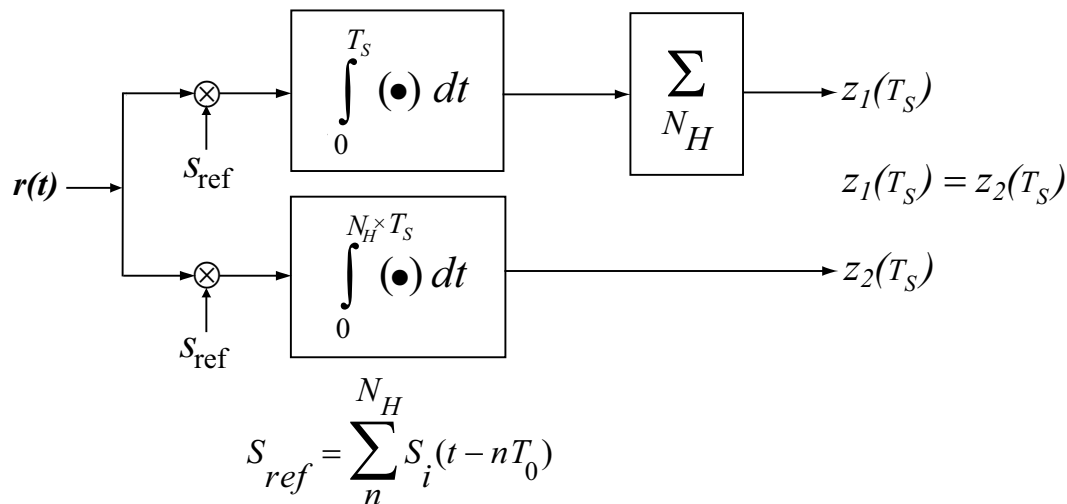 T_S
∫ (●) dt
0
∑
N_H
z_1(T_S)
s_ref
r(t)
z_1(T_S) = z_2(T_S)
N_H×T_S
∫ (●) dt
0
z_2(T_S)
s_ref
N_H
S_ref = ∑ S_i(t − nT_0)
n